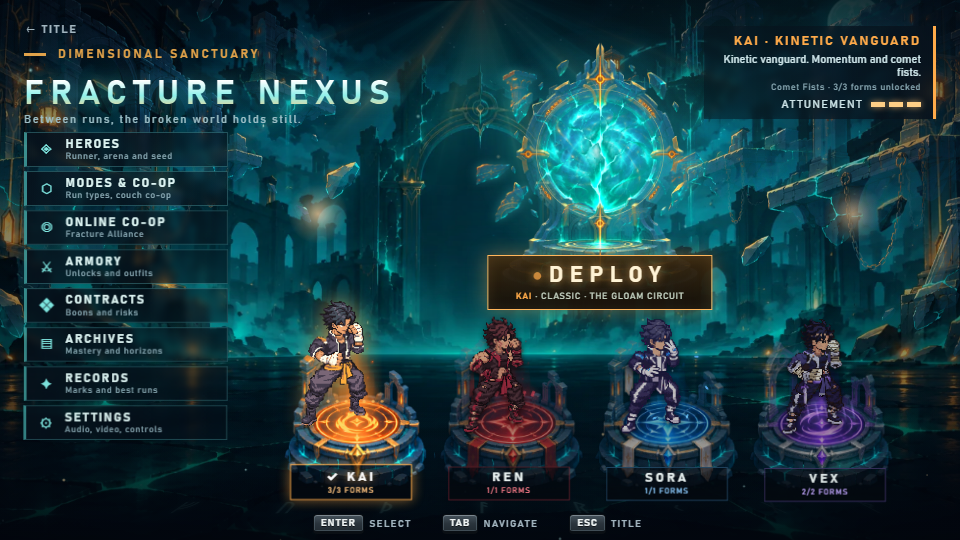 ← TITLE
DIMENSIONAL SANCTUARY
FRACTURE NEXUS
Between runs, the broken world holds still.
HEROES
Runner, arena and seed
MODES & CO-OP
Run types, couch co-op
ONLINE CO-OP
Fracture Alliance
ARMORY
Unlocks and outfits
CONTRACTS
Boons and risks
ARCHIVES
Mastery and horizons
RECORDS
Marks and best runs
SETTINGS
Audio, video, controls
KAI · KINETIC VANGUARD
Kinetic vanguard. Momentum and comet
fists.
Comet Fists · 3/3 forms unlocked
ATTUNEMENT
DEPLOY
KAI · CLASSIC · THE GLOAM CIRCUIT
✓ KAI
3/3 FORMS
REN
1/1 FORMS
SORA
1/1 FORMS
VEX
2/2 FORMS
ENTER SELECT TAB NAVIGATE ESC TITLE